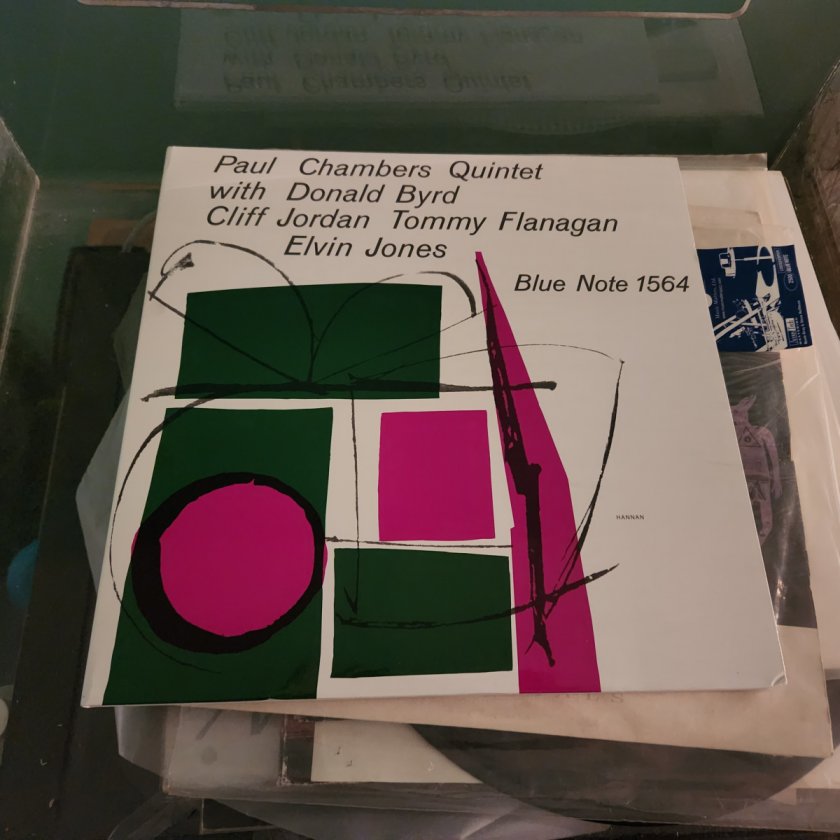 Paul Chambers Quintet
with Donald Byrd
Cliff Jordan Tommy Flanagan
Elvin Jones
Blue Note 1564
HANNAN